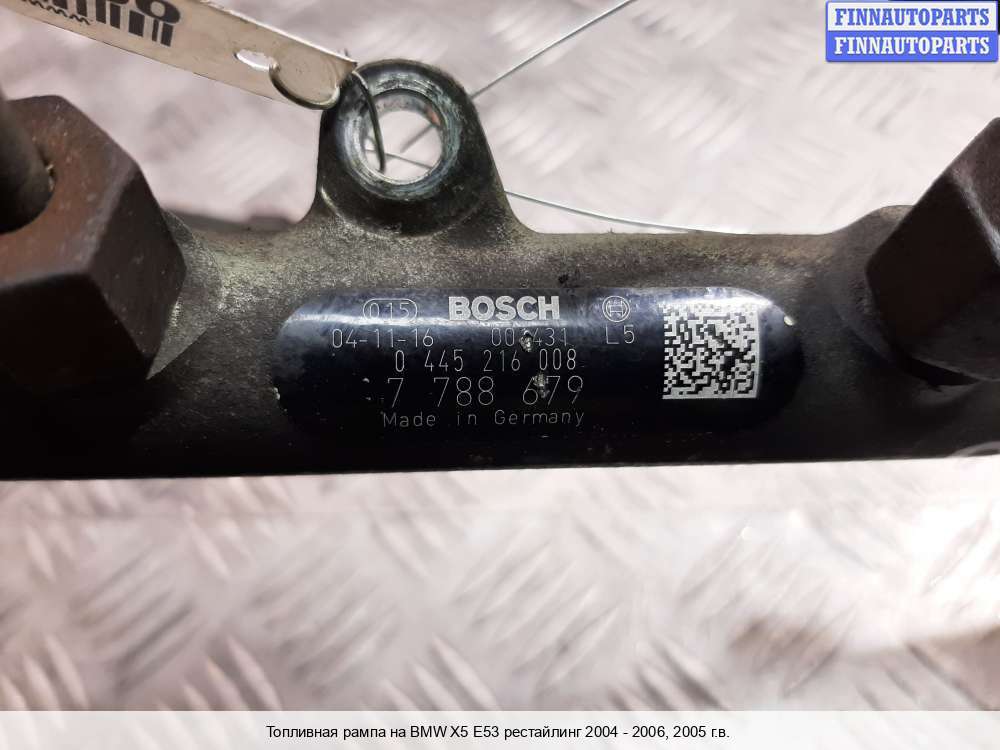 FINNAUTOPARTS
FINNAUTOPARTS
015 BOSCH
04-11-16 L5
0 445 216 008
7 788 679
Made in Germany
Топливная рампа на BMW X5 E53 рестайлинг 2004 - 2006, 2005 г.в.